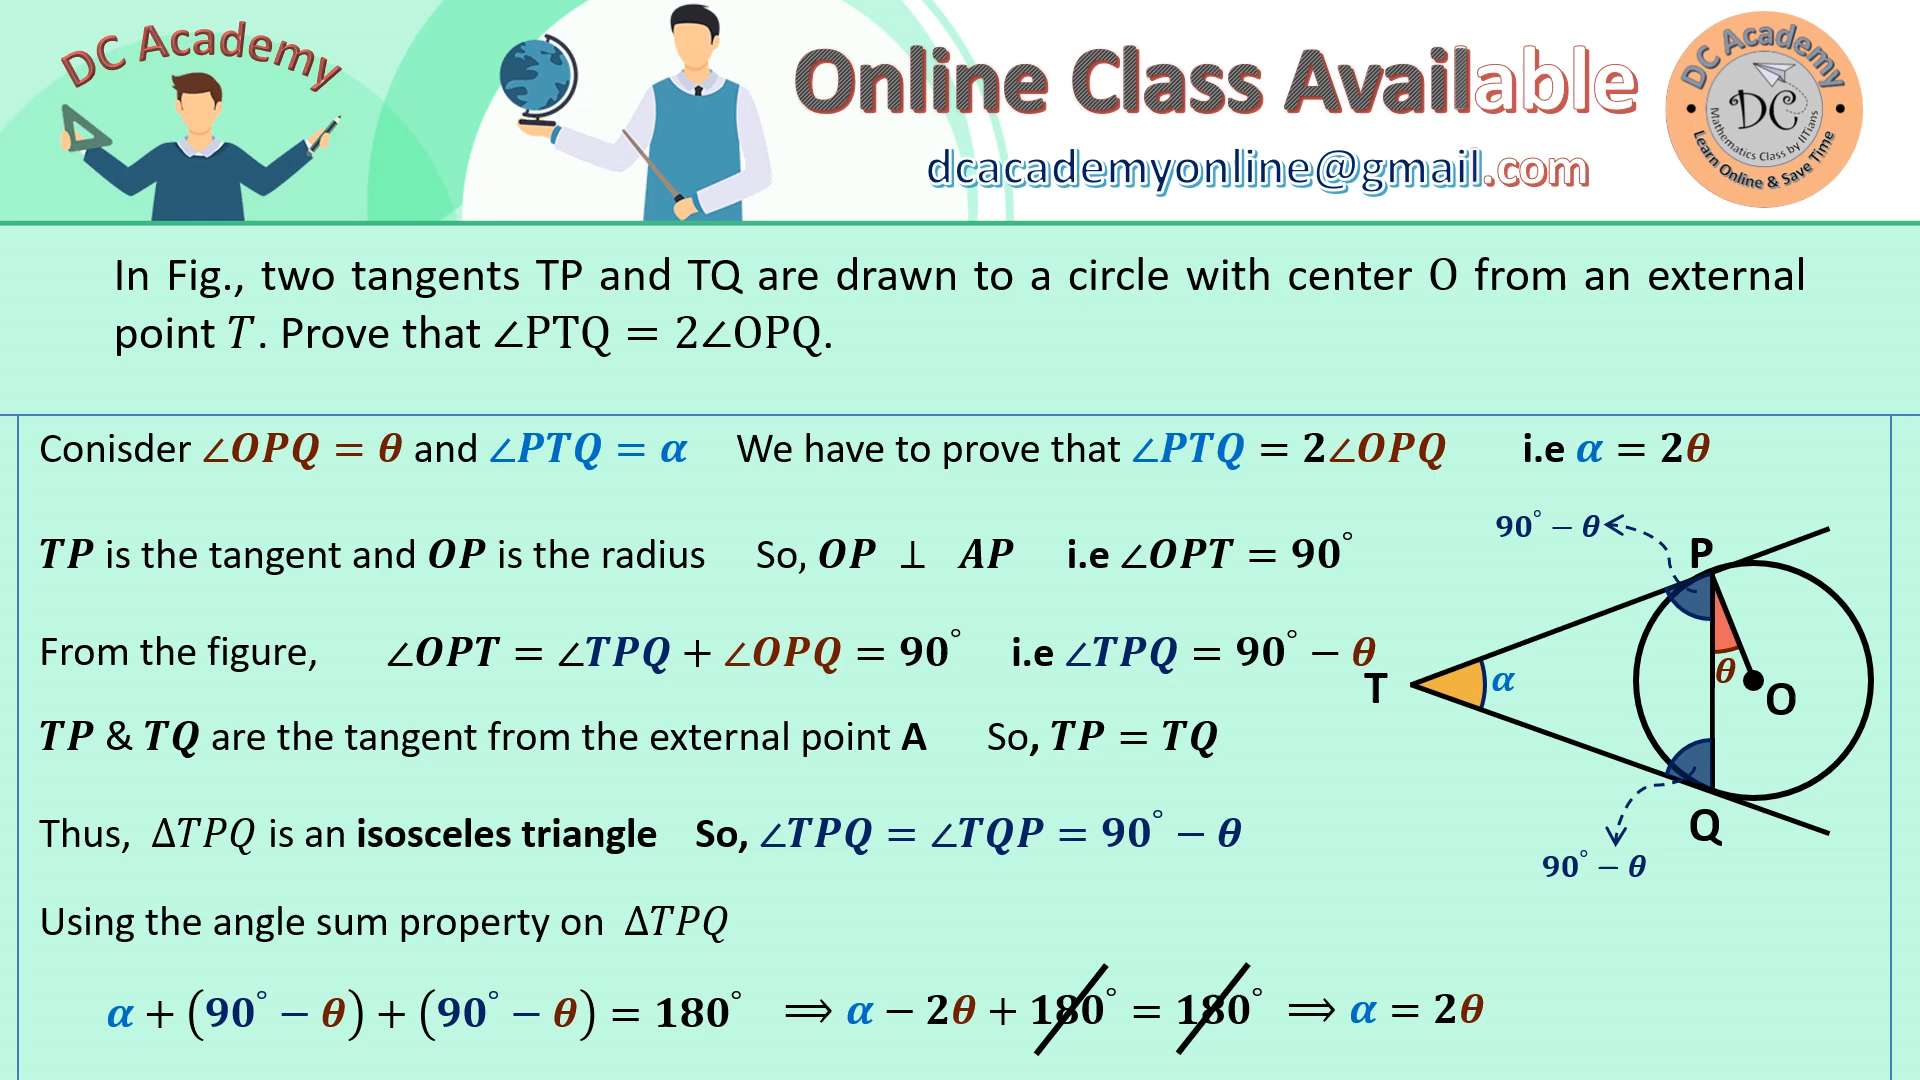 DC Academy
Online Class Available
dcacademyonline@gmail.com
DC Academy
DC
Mathematics Class by IITians
Learn Online & Save Time
In Fig., two tangents TP and TQ are drawn to a circle with center O from an external
point T. Prove that ∠PTQ = 2∠OPQ.
Conisder ∠OPQ = θ and ∠PTQ = α We have to prove that ∠PTQ = 2∠OPQ i.e α = 2θ
TP is the tangent and OP is the radius So, OP ⊥ AP i.e ∠OPT = 90°
From the figure, ∠OPT = ∠TPQ + ∠OPQ = 90° i.e ∠TPQ = 90° − θ
TP & TQ are the tangent from the external point A So, TP = TQ
Thus, ΔTPQ is an isosceles triangle So, ∠TPQ = ∠TQP = 90° − θ
Using the angle sum property on ΔTPQ
α + (90° − θ) + (90° − θ) = 180° ⟹ α − 2θ + 180° = 180° ⟹ α = 2θ
90° − θ
P
T
α
θ
O
Q
90° − θ